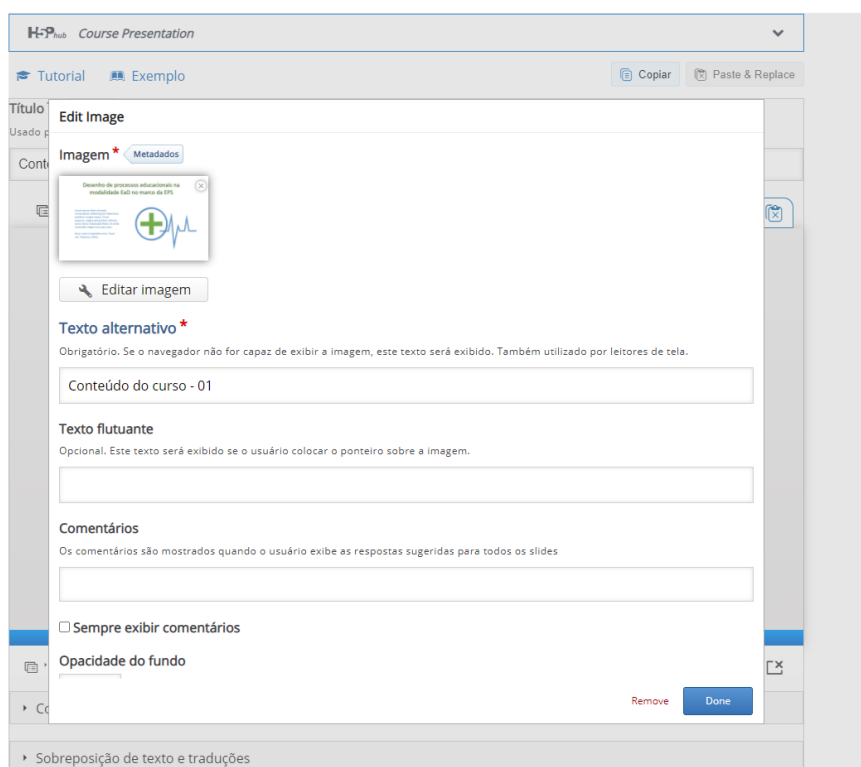 H5P hub Course Presentation
Tutorial Exemplo Copiar Paste & Replace
Título
Usado p
Conte
Edit Image
Imagem * Metadados
Desenho de processos educacionais na
modalidade EaD no marco da EPS
Editar imagem
Texto alternativo *
Obrigatório. Se o navegador não for capaz de exibir a imagem, este texto será exibido. Também utilizado por leitores de tela.
Conteúdo do curso - 01
Texto flutuante
Opcional. Este texto será exibido se o usuário colocar o ponteiro sobre a imagem.
Comentários
Os comentários são mostrados quando o usuário exibe as respostas sugeridas para todos os slides
Sempre exibir comentários
Opacidade do fundo
Remove Done
Co
Sobreposição de texto e traduções